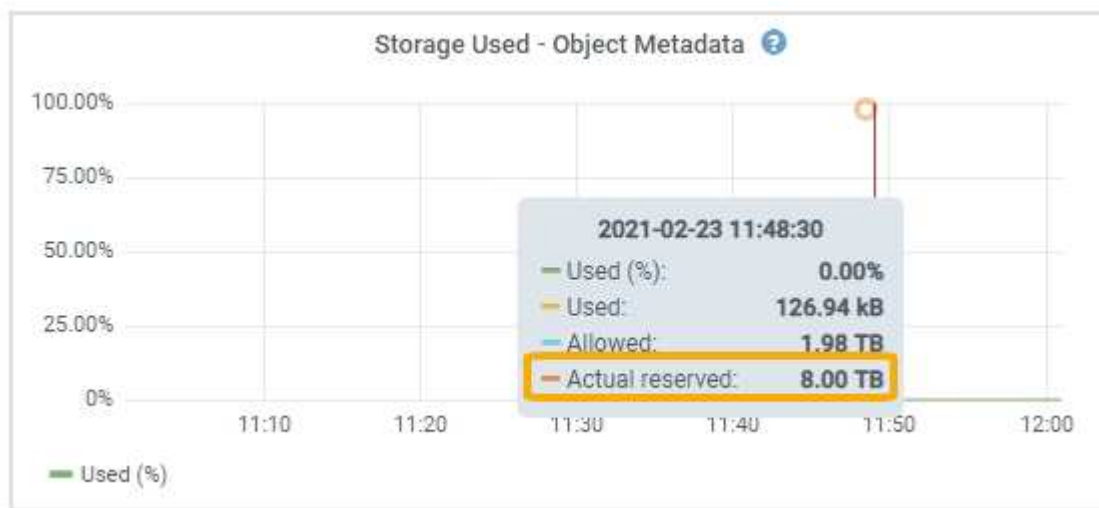 Storage Used - Object Metadata ?
100.00%
75.00%
50.00%
25.00%
0%
2021-02-23 11:48:30
Used (%): 0.00%
Used: 126.94 kB
Allowed: 1.98 TB
Actual reserved: 8.00 TB
11:10 11:20 11:30 11:40 11:50 12:00
Used (%)